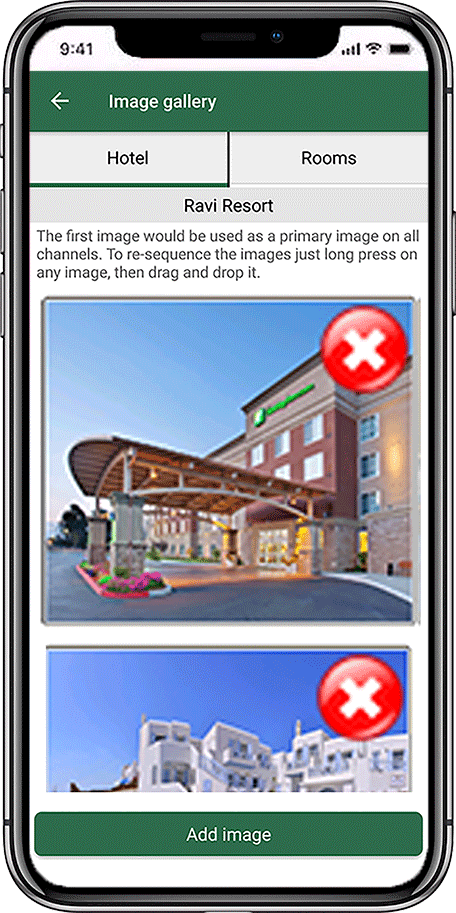 9:41
Image gallery
Hotel Rooms
Ravi Resort
The first image would be used as a primary image on all
channels. To re-sequence the images just long press on
any image, then drag and drop it.
Add image